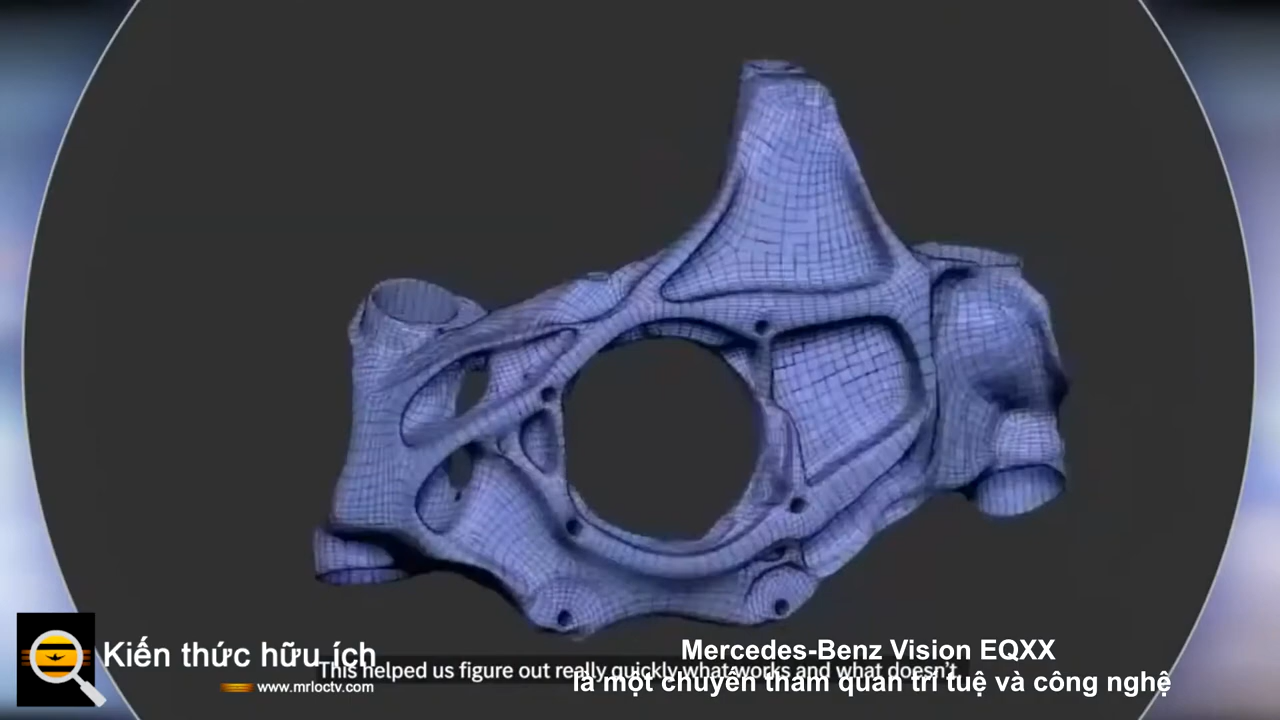 Kiến thức hữu ích
www.mrloctv.com
This helped us figure out really quickly what works and what doesn't.
Mercedes-Benz Vision EQXX
là một chuyến thăm quan trí tuệ và công nghệ